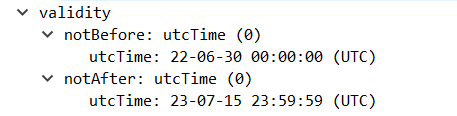 validity
notBefore: utcTime (0)
utcTime: 22-06-30 00:00:00 (UTC)
notAfter: utcTime (0)
utcTime: 23-07-15 23:59:59 (UTC)